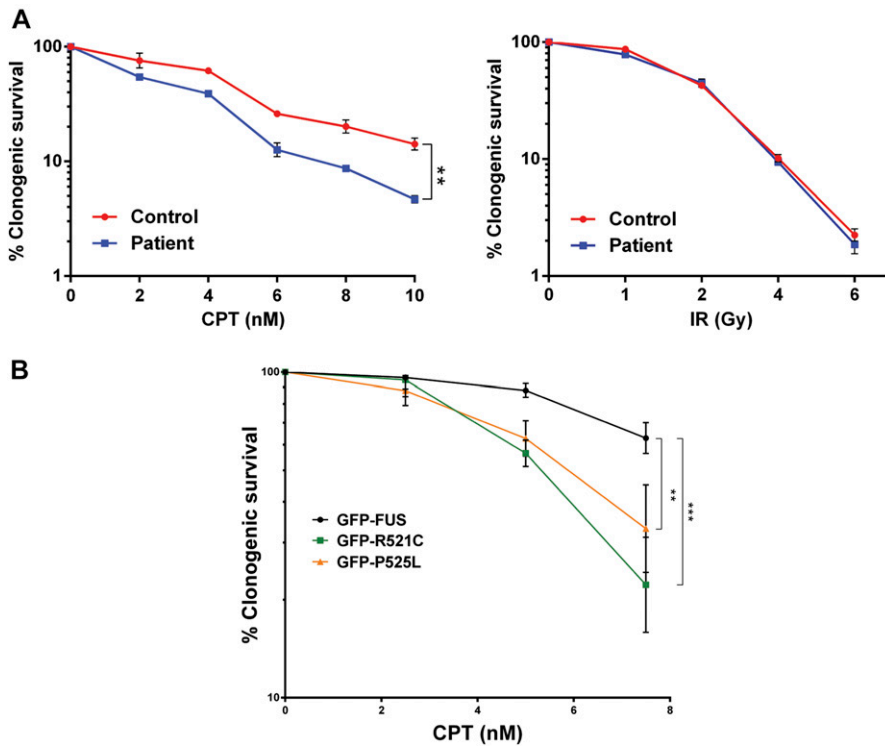 A
% Clonogenic survival
100
10
1
Control
Patient
**
0 2 4 6 8 10
CPT (nM)
% Clonogenic survival
100
10
1
Control
Patient
0 1 2 4 6
IR (Gy)
B
% Clonogenic survival
100
10
GFP-FUS
GFP-R521C
GFP-P525L
**
***
0 2 4 6 8
CPT (nM)